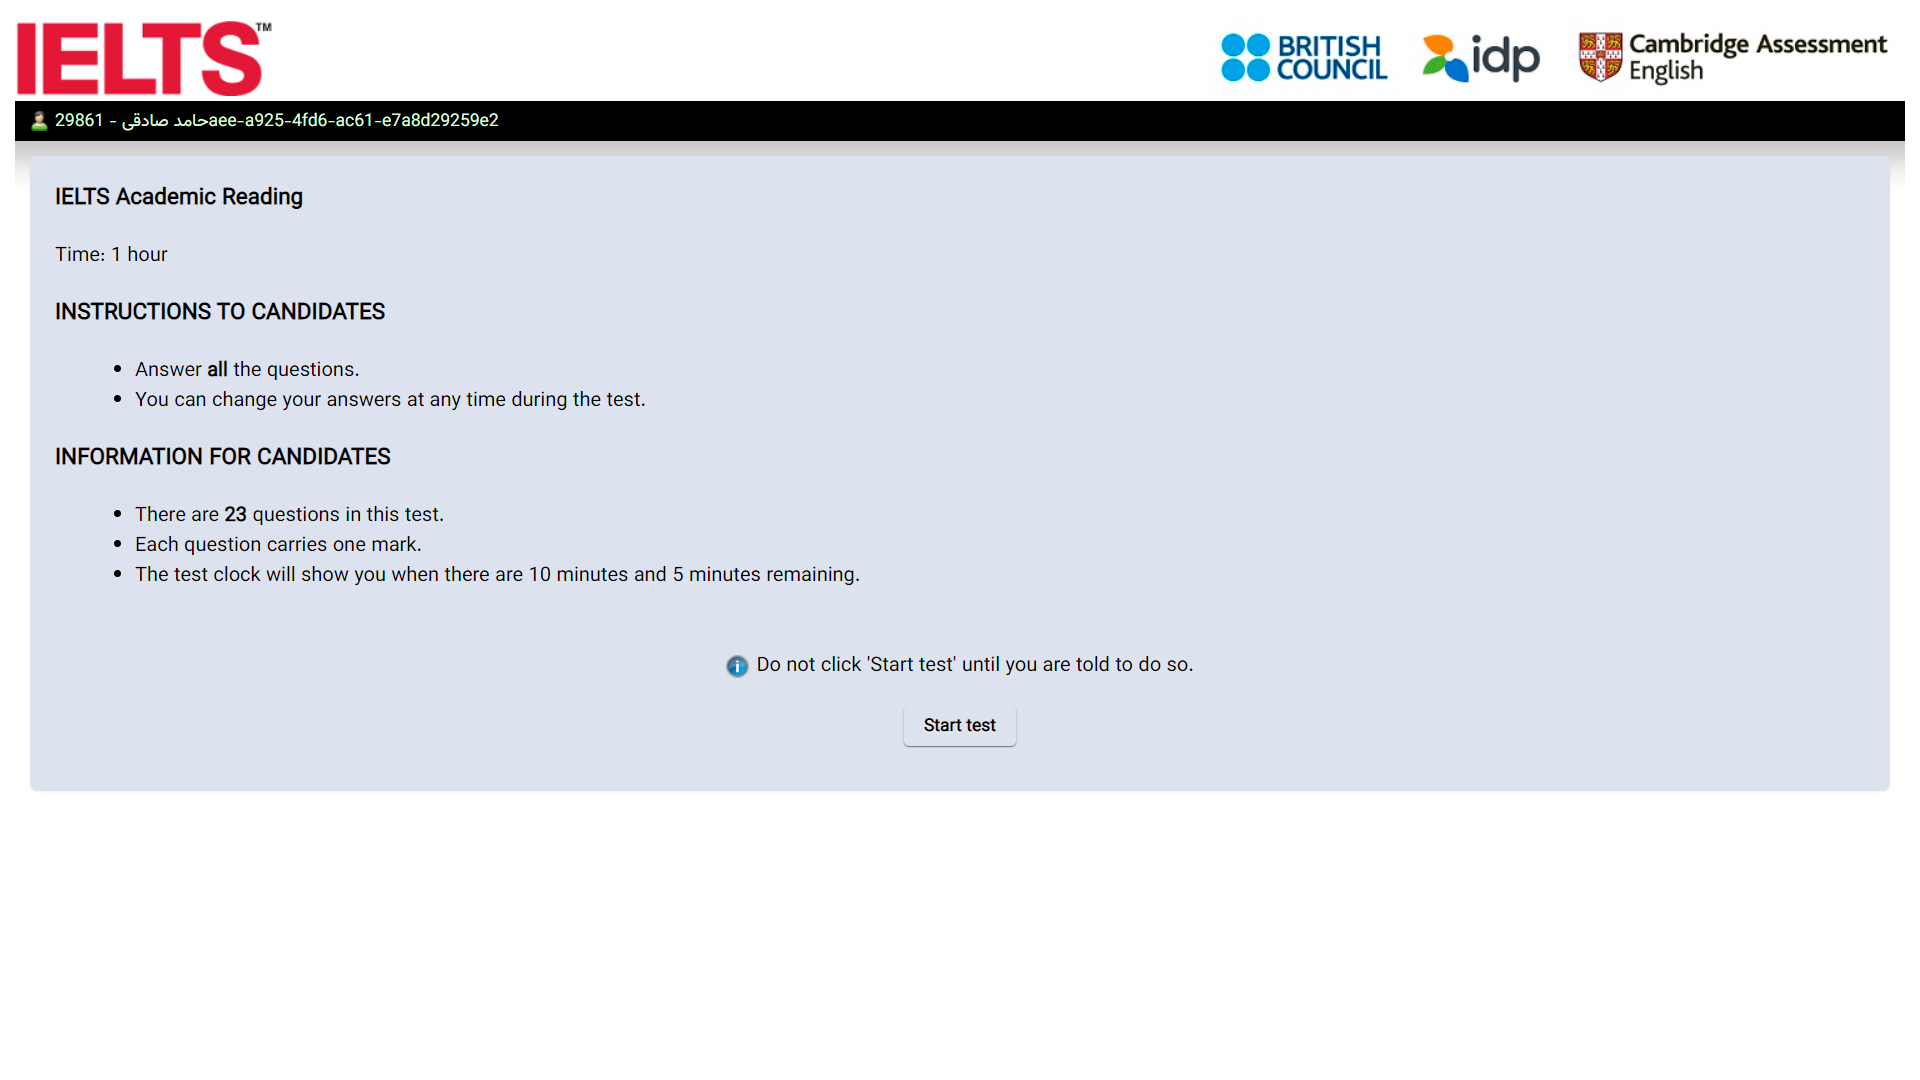 IELTS™
BRITISH COUNCIL
idp
Cambridge Assessment English
حامد صادقی - 29861aee-a925-4fd6-ac61-e7a8d29259e2
IELTS Academic Reading
Time: 1 hour
INSTRUCTIONS TO CANDIDATES
Answer all the questions.
You can change your answers at any time during the test.
INFORMATION FOR CANDIDATES
There are 23 questions in this test.
Each question carries one mark.
The test clock will show you when there are 10 minutes and 5 minutes remaining.
Do not click 'Start test' until you are told to do so.
Start test